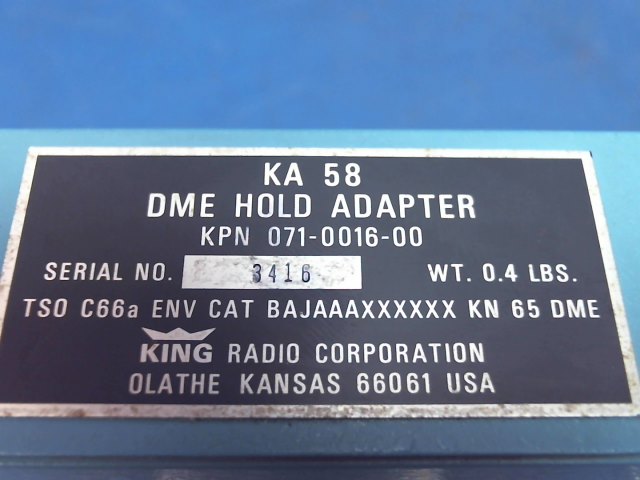 KA 58
DME HOLD ADAPTER
KPN 071-0016-00
SERIAL NO. 3416 WT. 0.4 LBS.
TSO C66a ENV CAT BAJAAAXXXXXX KN 65 DME
KING RADIO CORPORATION
OLATHE KANSAS 66061 USA